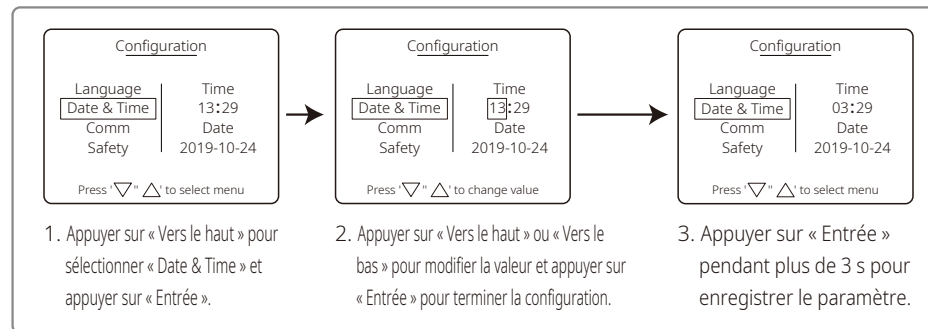 Configuration
Language
Date & Time
Comm
Safety
Time
13:29
Date
2019-10-24
Press '▽" △' to select menu
1. Appuyer sur « Vers le haut » pour
sélectionner « Date & Time » et
appuyer sur « Entrée ».
Configuration
Language
Date & Time
Comm
Safety
Time
13:29
Date
2019-10-24
Press '▽" △' to change value
2. Appuyer sur « Vers le haut » ou « Vers le
bas » pour modifier la valeur et appuyer sur
« Entrée » pour terminer la configuration.
Configuration
Language
Date & Time
Comm
Safety
Time
03:29
Date
2019-10-24
Press '▽" △' to select menu
3. Appuyer sur « Entrée »
pendant plus de 3 s pour
enregistrer le paramètre.